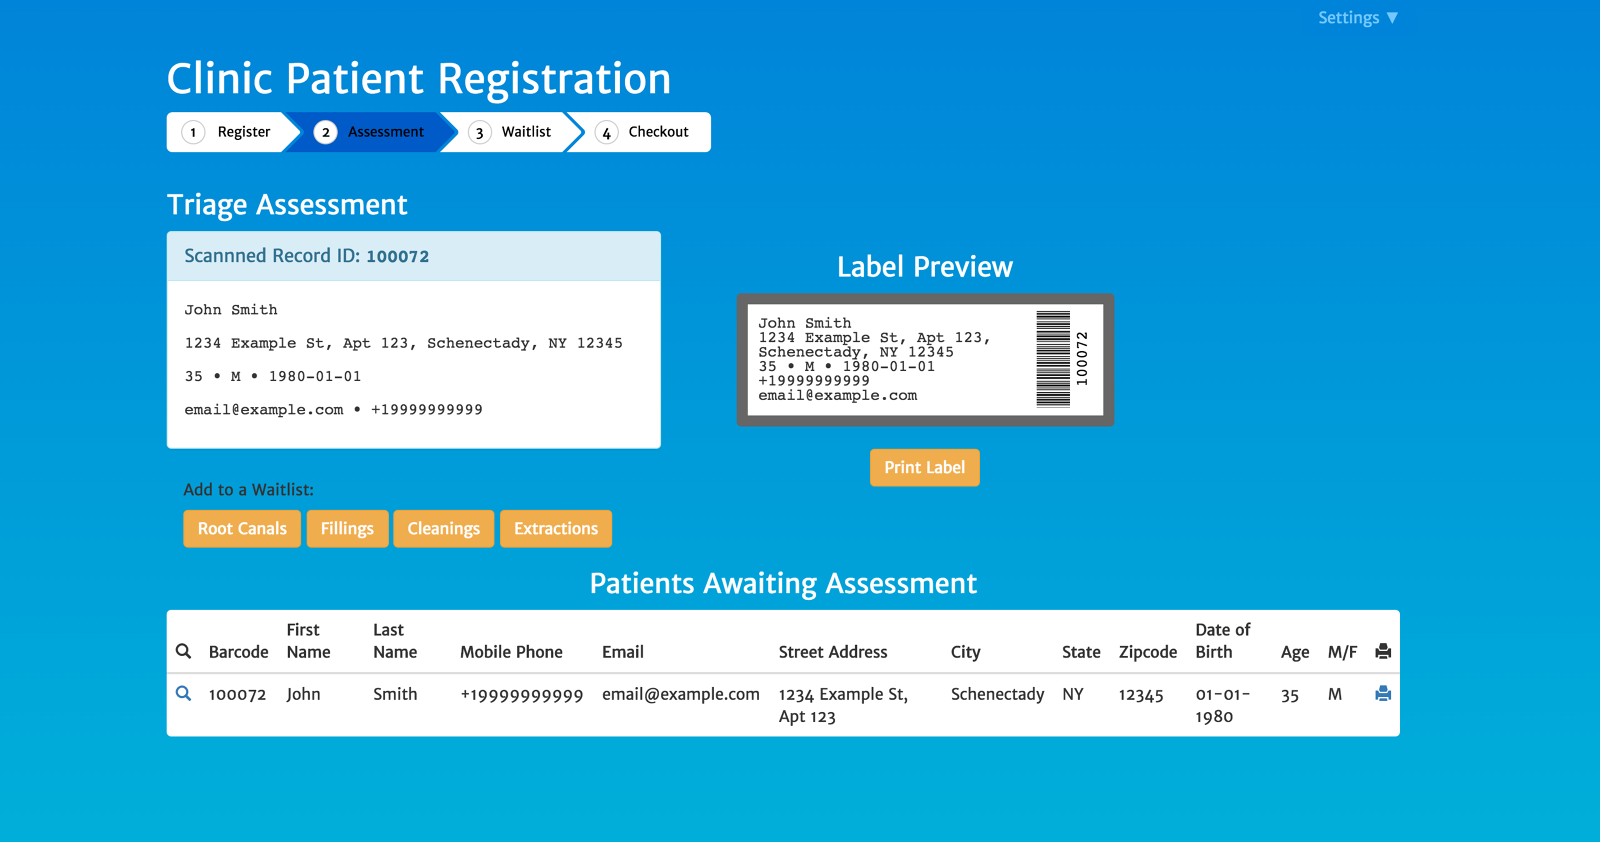 Settings ▼
Clinic Patient Registration
1 Register 2 Assessment 3 Waitlist 4 Checkout
Triage Assessment
Scannned Record ID: 100072
John Smith
1234 Example St, Apt 123, Schenectady, NY 12345
35 • M • 1980-01-01
email@example.com • +19999999999
Label Preview
John Smith
1234 Example St, Apt 123,
Schenectady, NY 12345
35 • M • 1980-01-01
+19999999999
email@example.com
100072
Print Label
Add to a Waitlist:
Root Canals Fillings Cleanings Extractions
Patients Awaiting Assessment
Barcode First Name Last Name Mobile Phone Email Street Address City State Zipcode Date of Birth Age M/F
100072 John Smith +19999999999 email@example.com 1234 Example St, Apt 123 Schenectady NY 12345 01-01-1980 35 M